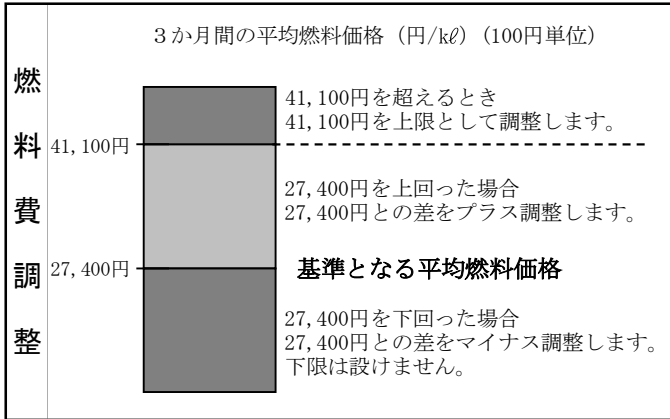 燃料費調整
3か月間の平均燃料価格（円/kℓ）（100円単位）
41,100円を超えるとき
41,100円を上限として調整します。
41,100円
27,400円を上回った場合
27,400円との差をプラス調整します。
27,400円
基準となる平均燃料価格
27,400円を下回った場合
27,400円との差をマイナス調整します。
下限は設けません。